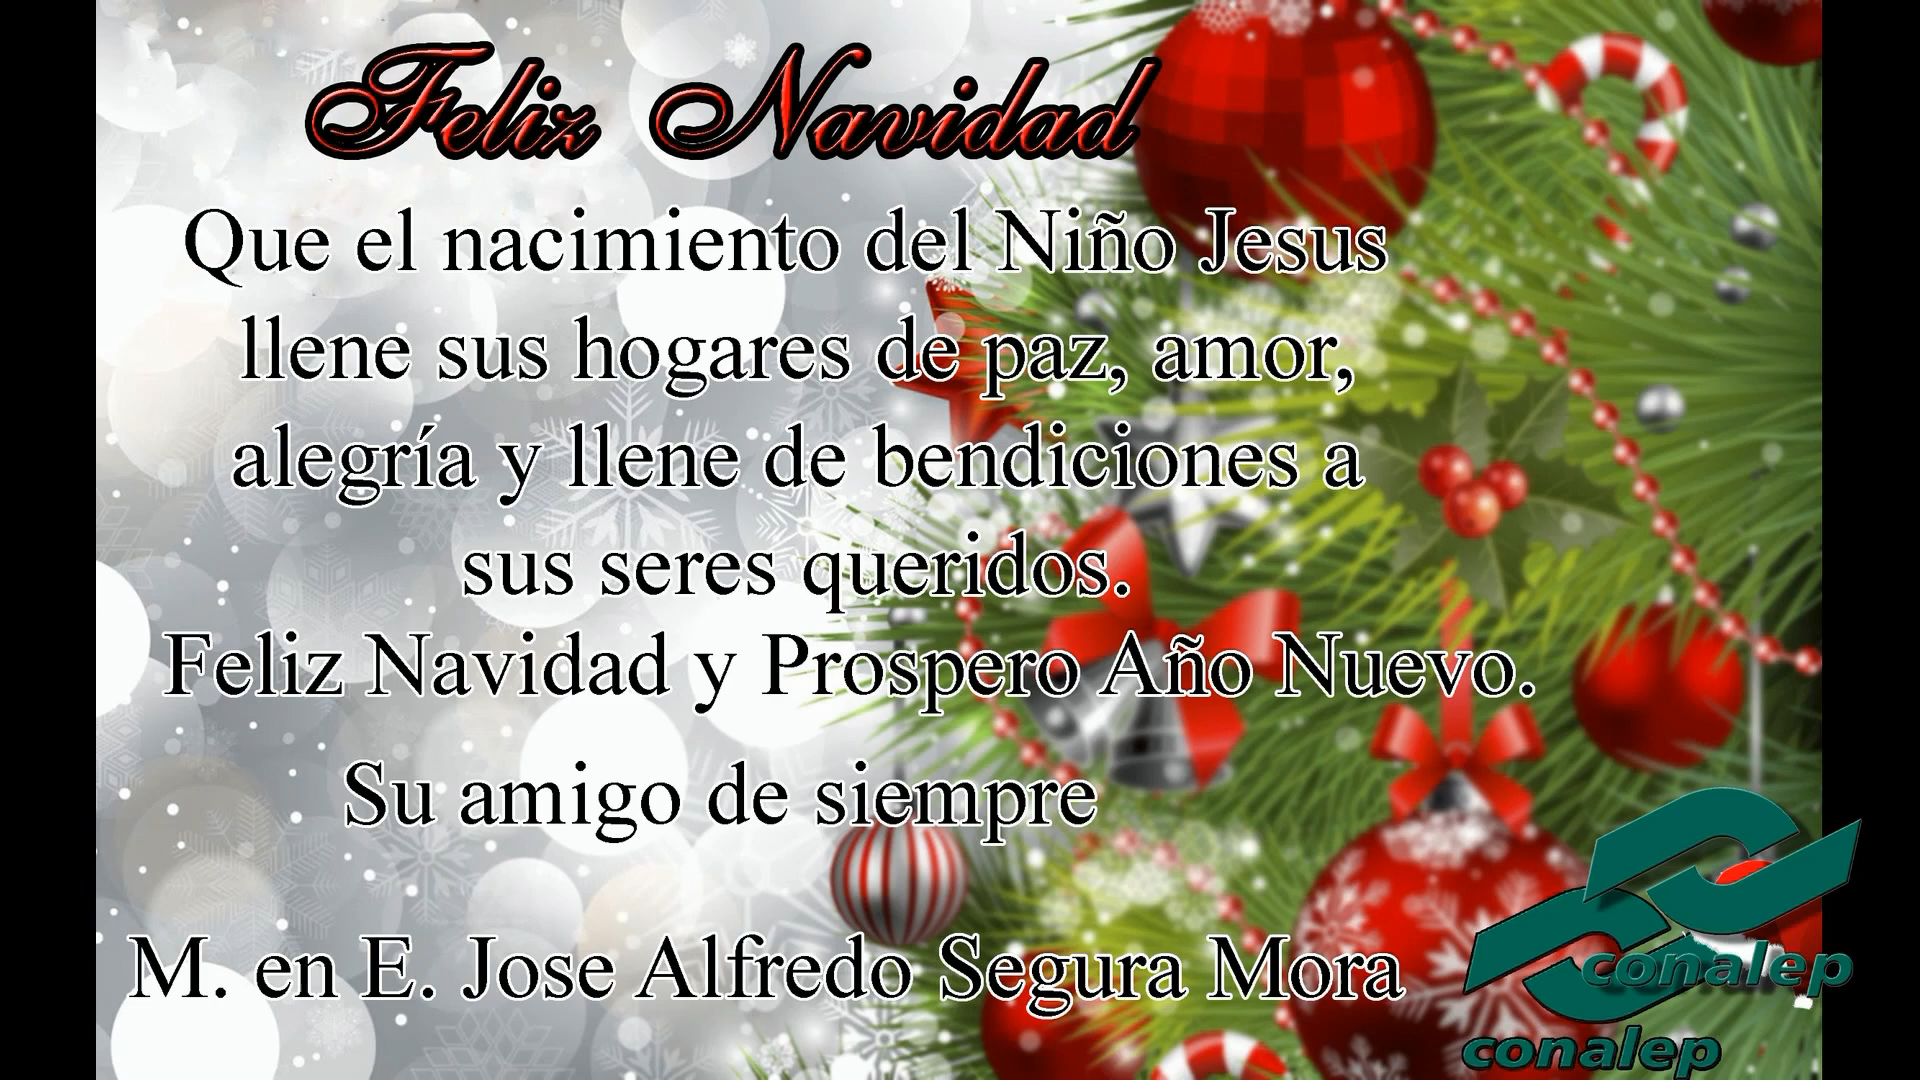 Feliz Navidad
Que el nacimiento del Niño Jesus
llene sus hogares de paz, amor,
alegría y llene de bendiciones a
sus seres queridos.
Feliz Navidad y Prospero Año Nuevo.
Su amigo de siempre
M. en E. Jose Alfredo Segura Mora
conalep
conalep